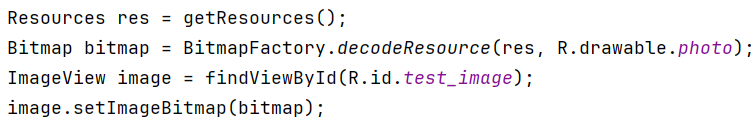 Resources res = getResources();
Bitmap bitmap = BitmapFactory.decodeResource(res, R.drawable.photo);
ImageView image = findViewById(R.id.test_image);
image.setImageBitmap(bitmap);